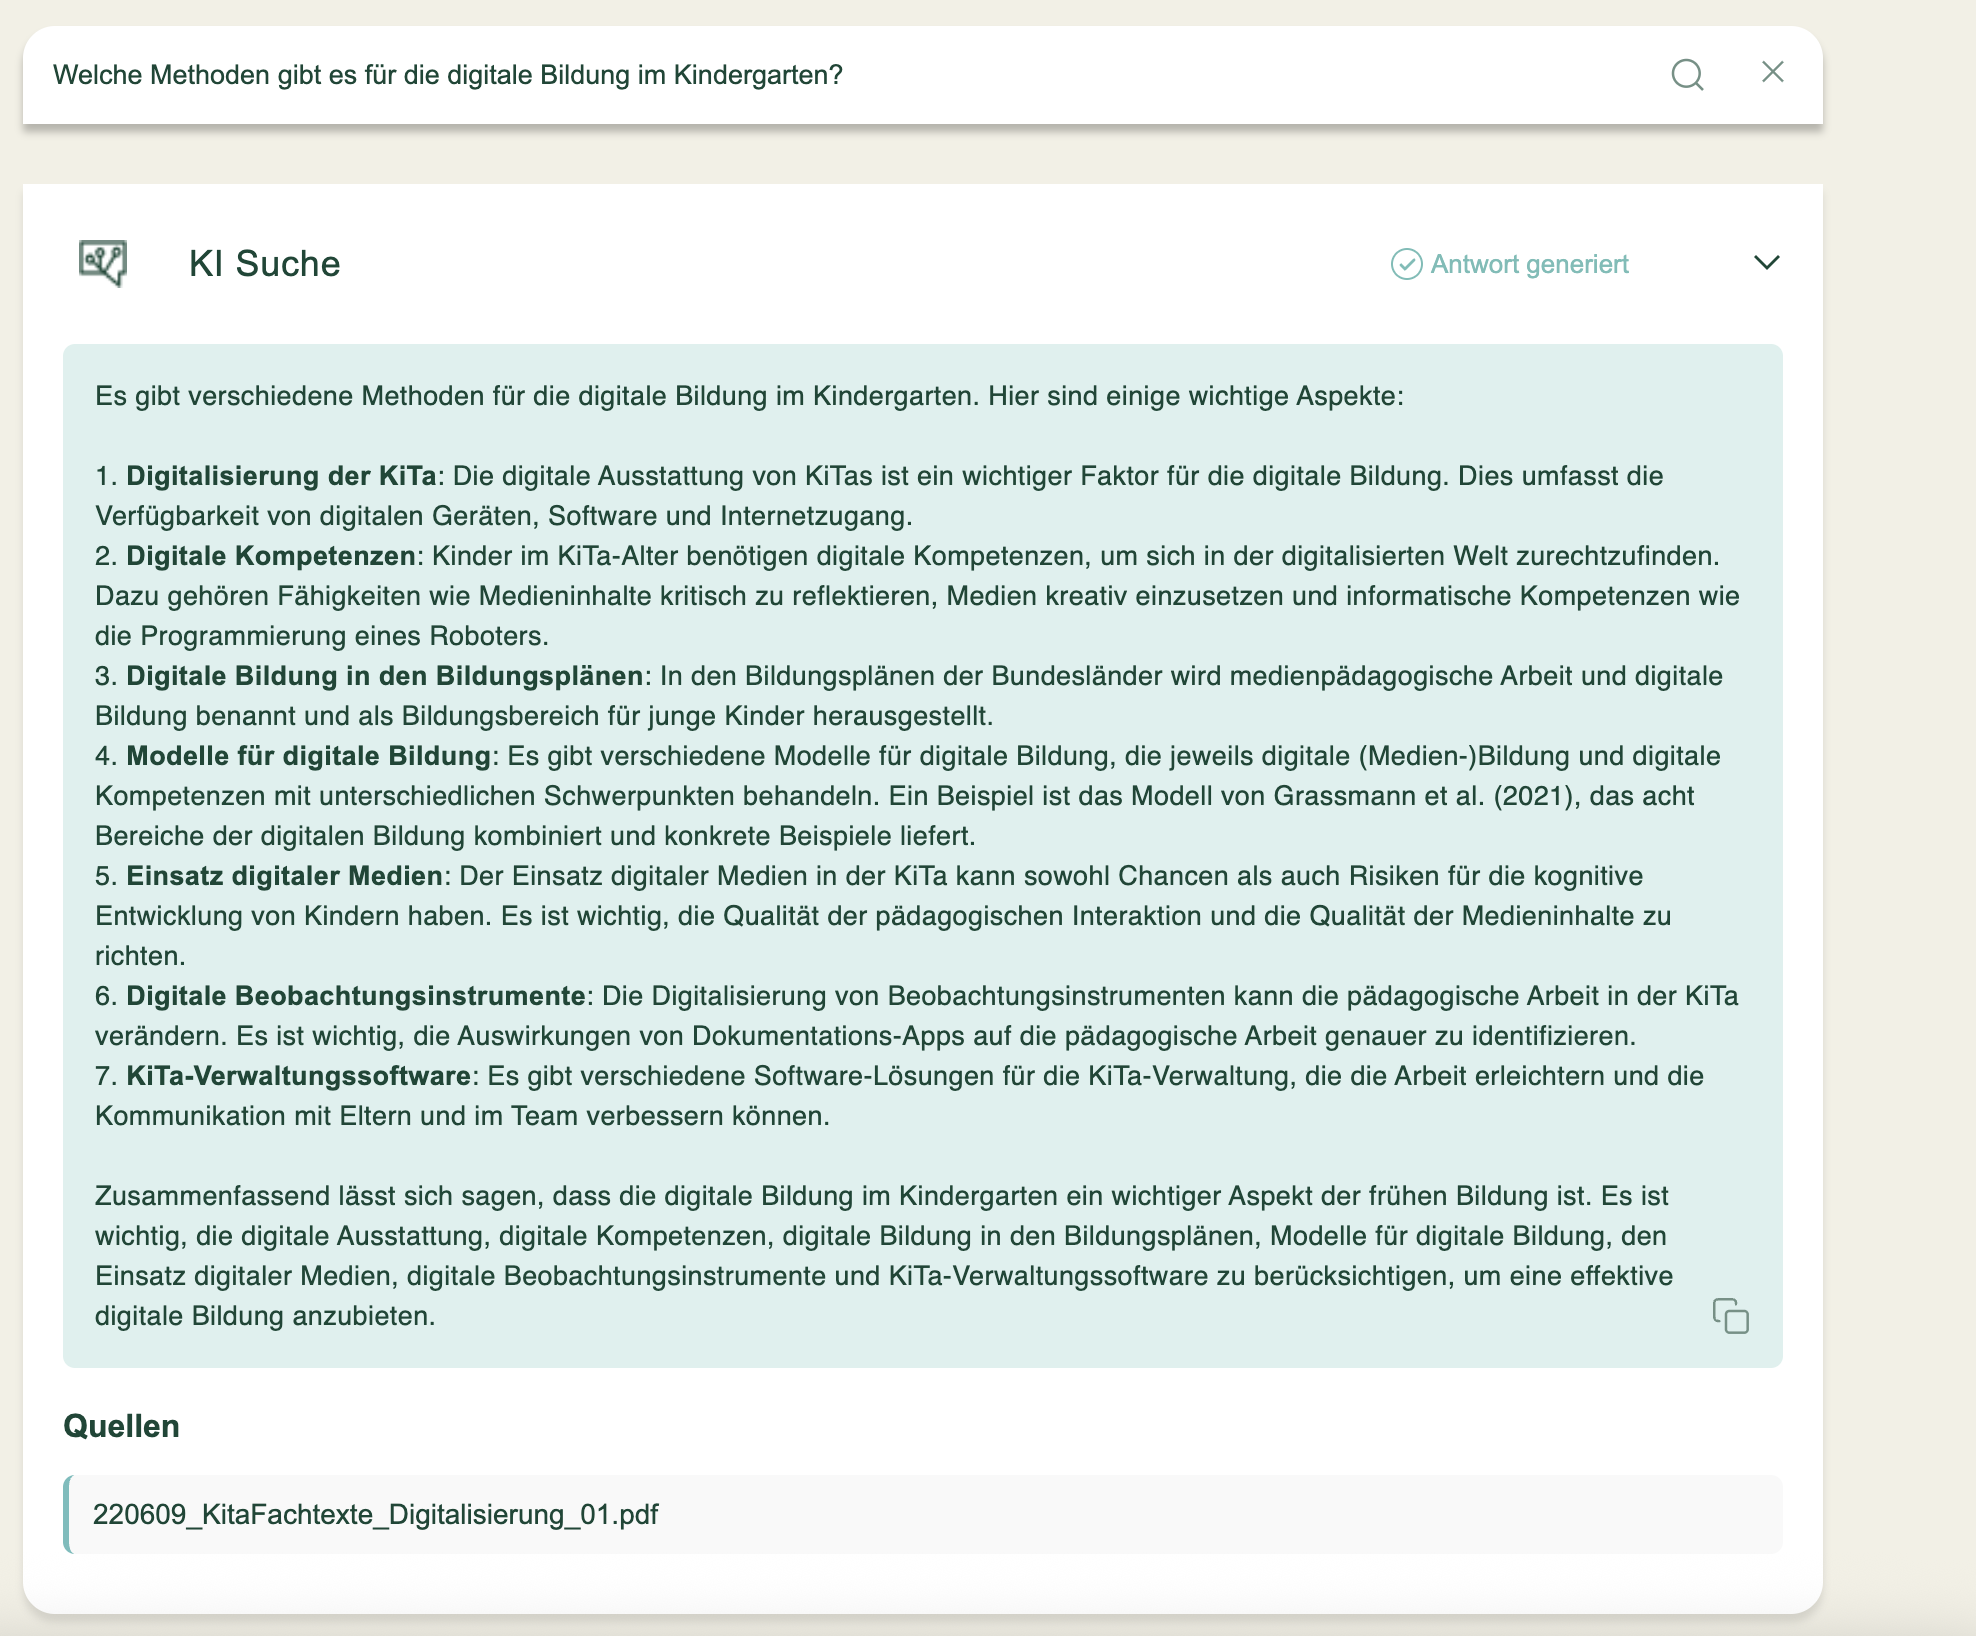 Welche Methoden gibt es für die digitale Bildung im Kindergarten?
KI Suche
Antwort generiert
Es gibt verschiedene Methoden für die digitale Bildung im Kindergarten. Hier sind einige wichtige Aspekte:
1. Digitalisierung der KiTa: Die digitale Ausstattung von KiTas ist ein wichtiger Faktor für die digitale Bildung. Dies umfasst die
Verfügbarkeit von digitalen Geräten, Software und Internetzugang.
2. Digitale Kompetenzen: Kinder im KiTa-Alter benötigen digitale Kompetenzen, um sich in der digitalisierten Welt zurechtzufinden.
Dazu gehören Fähigkeiten wie Medieninhalte kritisch zu reflektieren, Medien kreativ einzusetzen und informatische Kompetenzen wie
die Programmierung eines Roboters.
3. Digitale Bildung in den Bildungsplänen: In den Bildungsplänen der Bundesländer wird medienpädagogische Arbeit und digitale
Bildung benannt und als Bildungsbereich für junge Kinder herausgestellt.
4. Modelle für digitale Bildung: Es gibt verschiedene Modelle für digitale Bildung, die jeweils digitale (Medien-)Bildung und digitale
Kompetenzen mit unterschiedlichen Schwerpunkten behandeln. Ein Beispiel ist das Modell von Grassmann et al. (2021), das acht
Bereiche der digitalen Bildung kombiniert und konkrete Beispiele liefert.
5. Einsatz digitaler Medien: Der Einsatz digitaler Medien in der KiTa kann sowohl Chancen als auch Risiken für die kognitive
Entwicklung von Kindern haben. Es ist wichtig, die Qualität der pädagogischen Interaktion und die Qualität der Medieninhalte zu
richten.
6. Digitale Beobachtungsinstrumente: Die Digitalisierung von Beobachtungsinstrumenten kann die pädagogische Arbeit in der KiTa
verändern. Es ist wichtig, die Auswirkungen von Dokumentations-Apps auf die pädagogische Arbeit genauer zu identifizieren.
7. KiTa-Verwaltungssoftware: Es gibt verschiedene Software-Lösungen für die KiTa-Verwaltung, die die Arbeit erleichtern und die
Kommunikation mit Eltern und im Team verbessern können.
Zusammenfassend lässt sich sagen, dass die digitale Bildung im Kindergarten ein wichtiger Aspekt der frühen Bildung ist. Es ist
wichtig, die digitale Ausstattung, digitale Kompetenzen, digitale Bildung in den Bildungsplänen, Modelle für digitale Bildung, den
Einsatz digitaler Medien, digitale Beobachtungsinstrumente und KiTa-Verwaltungssoftware zu berücksichtigen, um eine effektive
digitale Bildung anzubieten.
Quellen
220609_KitaFachtexte_Digitalisierung_01.pdf